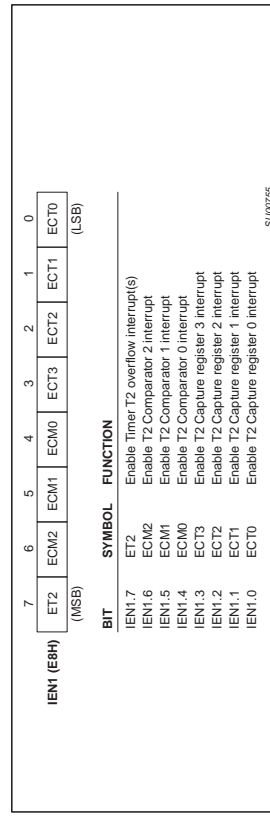 7 6 5 4 3 2 1 0
IEN1 (E8H) ET2 ECM2 ECM1 ECM0 ECT3 ECT2 ECT1 ECT0
(MSB) (LSB)
BIT SYMBOL FUNCTION
IEN1.7 ET2 Enable Timer T2 overflow interrupt(s)
IEN1.6 ECM2 Enable T2 Comparator 2 interrupt
IEN1.5 ECM1 Enable T2 Comparator 1 interrupt
IEN1.4 ECM0 Enable T2 Comparator 0 interrupt
IEN1.3 ECT3 Enable T2 Capture register 3 interrupt
IEN1.2 ECT2 Enable T2 Capture register 2 interrupt
IEN1.1 ECT1 Enable T2 Capture register 1 interrupt
IEN1.0 ECT0 Enable T2 Capture register 0 interrupt
SU00755